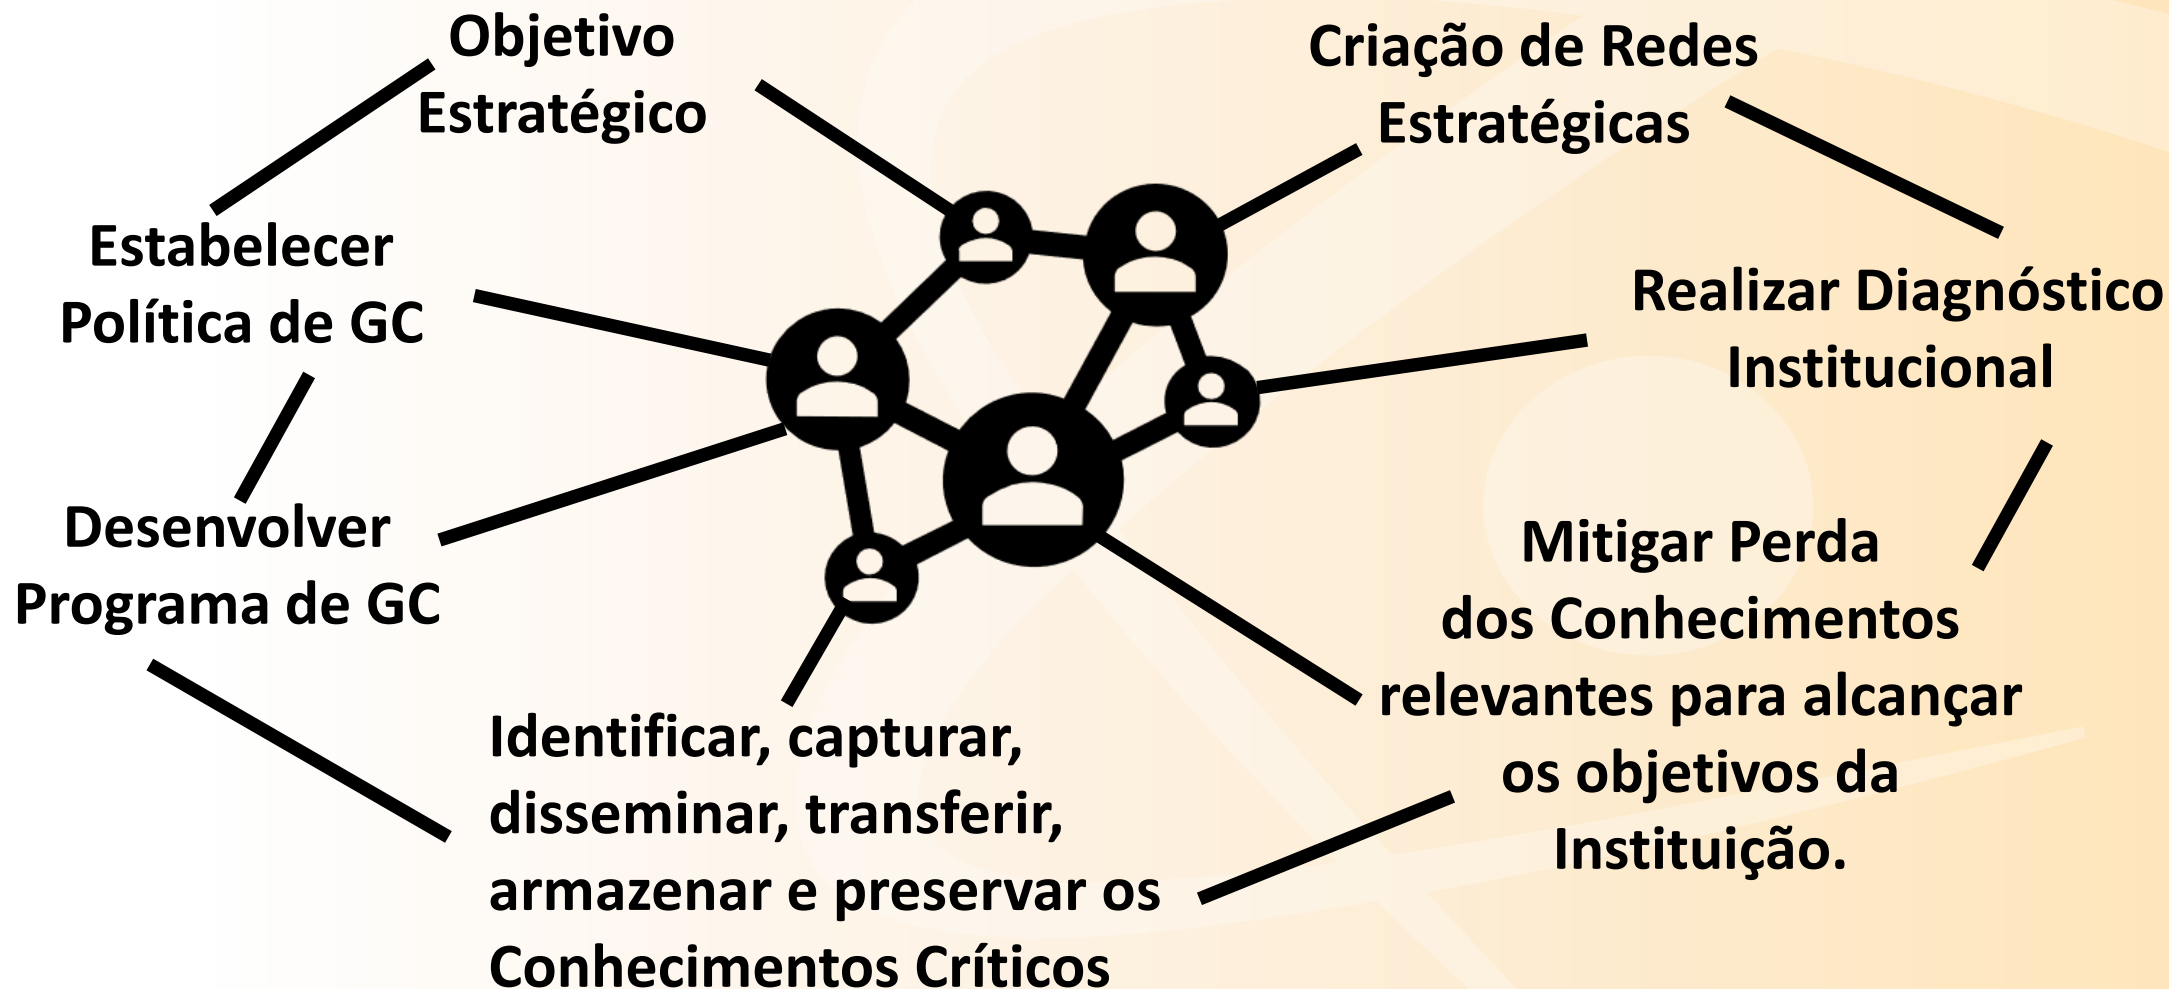 Objetivo
Estratégico
Criação de Redes
Estratégicas
Estabelecer
Política de GC
Realizar Diagnóstico
Institucional
Desenvolver
Programa de GC
Mitigar Perda
dos Conhecimentos
relevantes para alcançar
os objetivos da
Instituição.
Identificar, capturar,
disseminar, transferir,
armazenar e preservar os
Conhecimentos Críticos